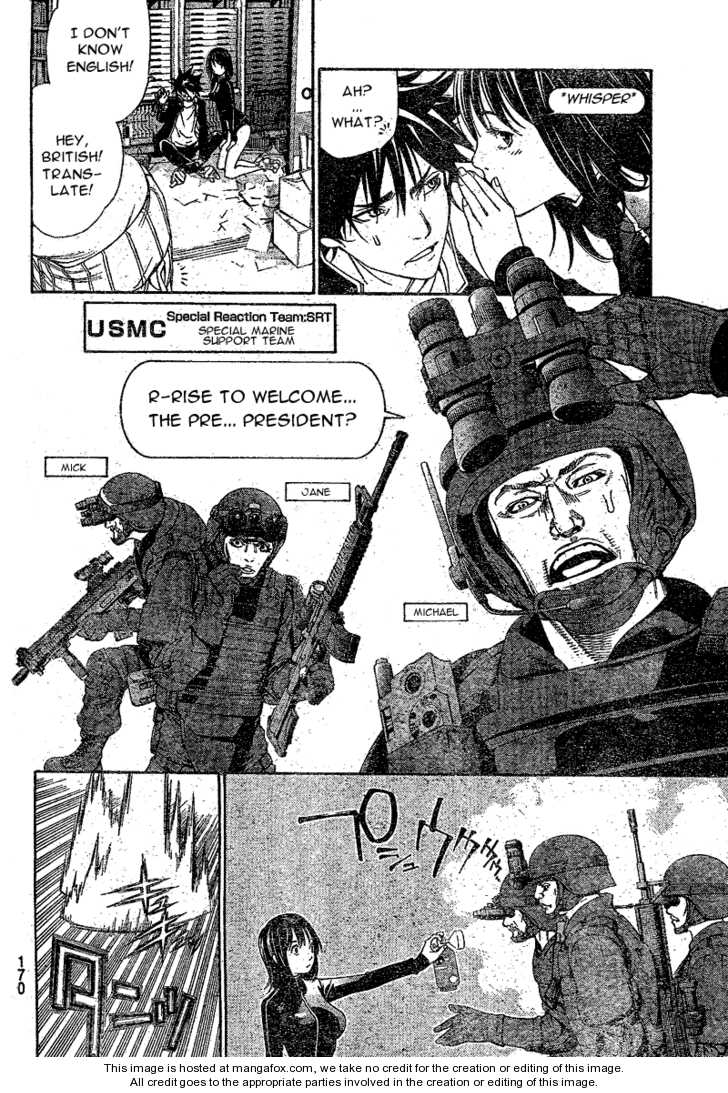 *WHISPER*
AH?
...
WHAT?
I DON'T
KNOW
ENGLISH!
HEY,
BRITISH!
TRANS-
LATE!
USMC Special Reaction Team:SRT
SPECIAL MARINE
SUPPORT TEAM
R-RISE TO WELCOME...
THE PRE... PRESIDENT?
MICK
JANE
MICHAEL
170
This image is hosted at mangafox.com, we take no credit for the creation or editing of this image.
All credit goes to the appropriate parties involved in the creation or editing of this image.